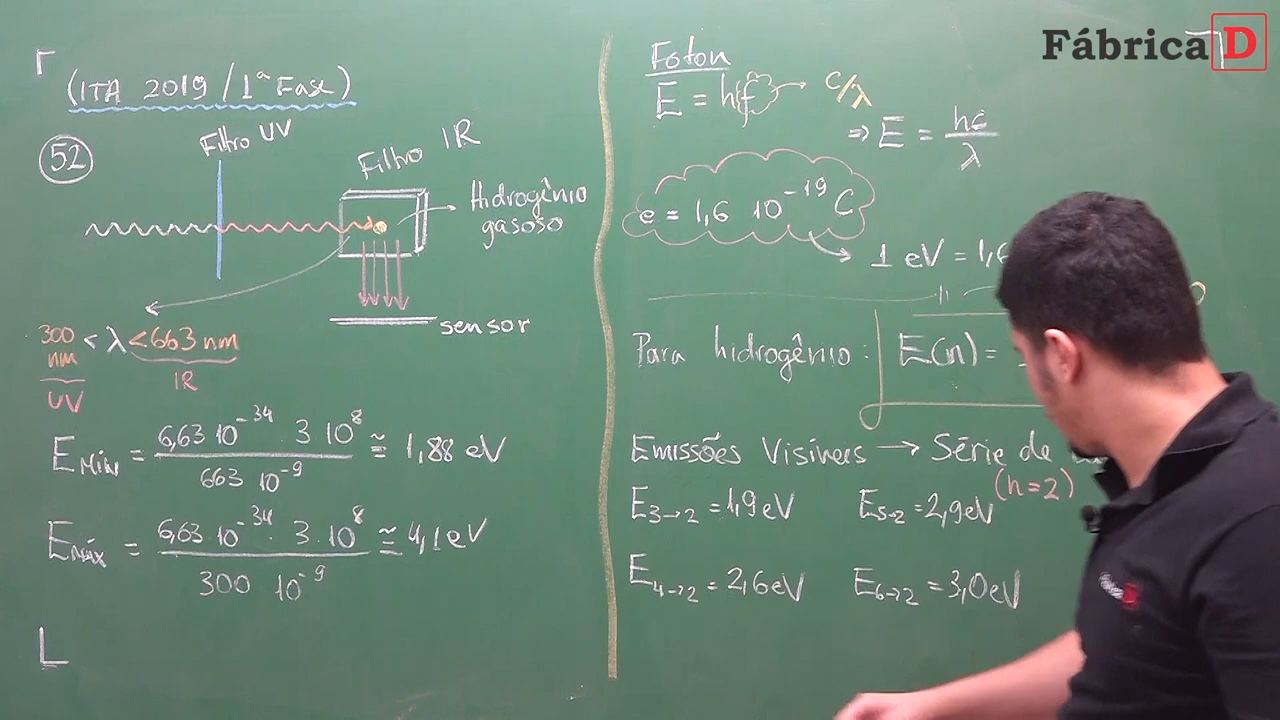 Fábrica D
(ITA 2019 / 1ª Fase)
52
Filtro UV
Filtro IR
Hidrogênio
gasoso
sensor
300 nm < λ < 663 nm
UV
IR
E_Mín = 6,63 10^-34 . 3 10^8 / 663 10^-9 ≅ 1,88 eV
E_Máx = 6,63 10^-34 . 3 . 10^8 / 300 10^-9 ≅ 4,1 eV
Fóton
E = hf → c/λ
⇒ E = hc/λ
e = 1,6 10^-19 C
1 eV = 1,6
Para hidrogênio: E(n) =
Emissões Visíveis → Série de
(n=2)
E3→2 = 1,9 eV E5→2 = 2,9 eV
E4→2 = 2,6 eV E6→2 = 3,0 eV